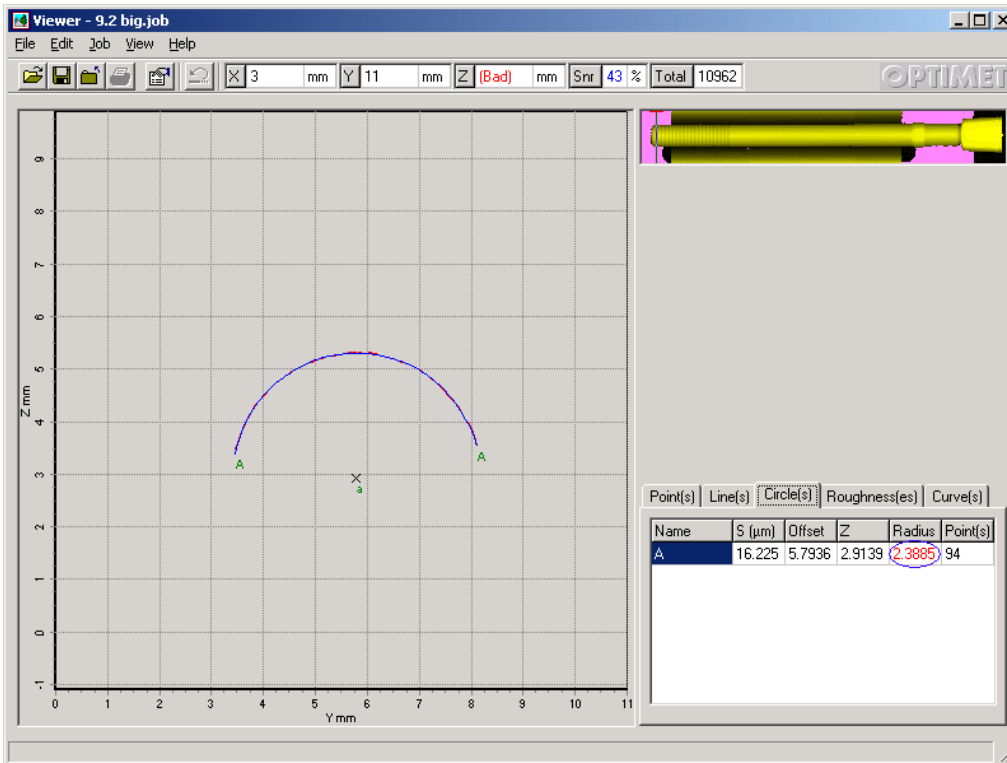 Viewer - 9.2 big.job
File Edit Job View Help
X 3 mm Y 11 mm Z (Bad) mm Snr 43 % Total 10962
OPTIMET
9
8
7
6
5
4
3
2
1
0
-1
Z mm
A
A
a
0 1 2 3 4 5 6 7 8 9 10 11
Y mm
Point(s) Line(s) Circle(s) Roughness(es) Curve(s)
Name S (µm) Offset Z Radius Point(s)
A 16.225 5.7936 2.9139 2.3885 94